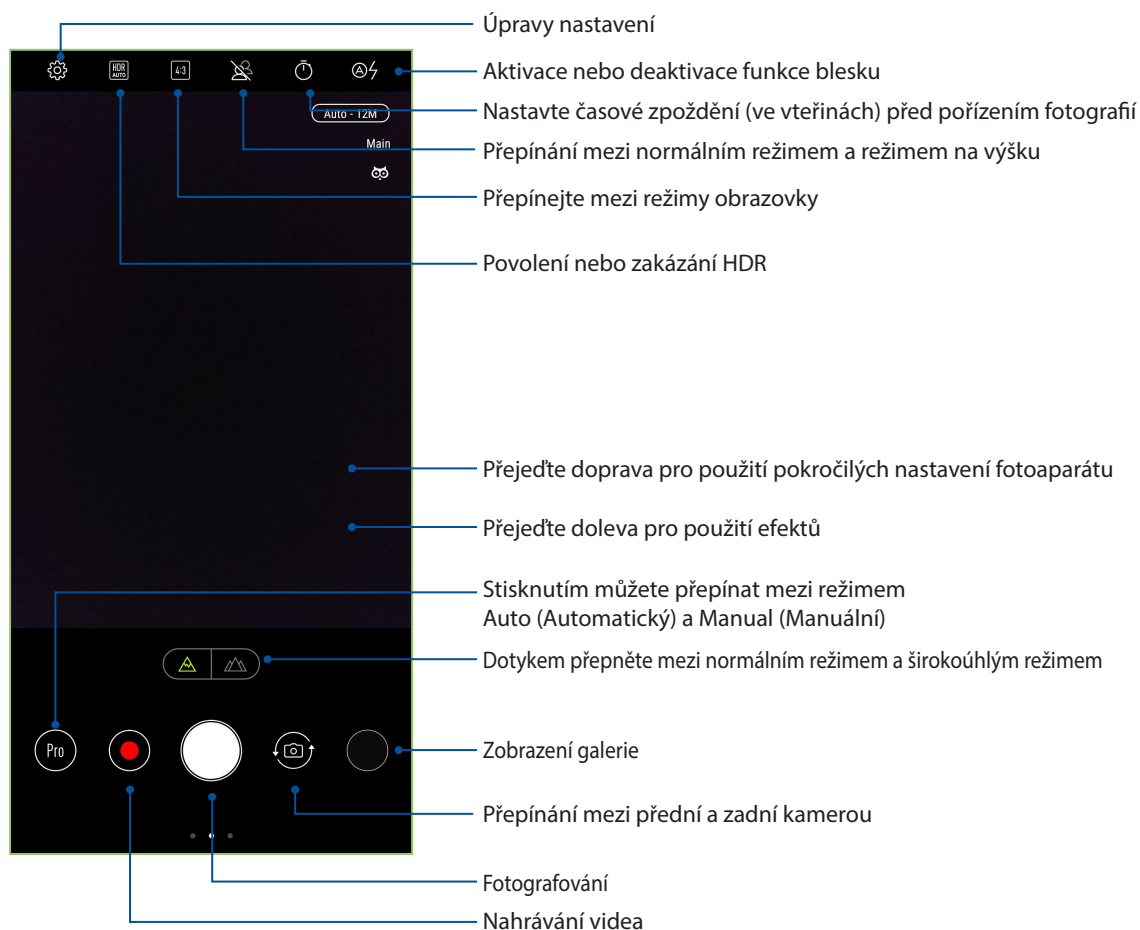 Úpravy nastavení
HDR
AUTO
4:3
A
Aktivace nebo deaktivace funkce blesku
Auto - 12M
Nastavte časové zpoždění (ve vteřinách) před pořízením fotografií
Main
Přepínání mezi normálním režimem a režimem na výšku
Přepínejte mezi režimy obrazovky
Povolení nebo zakázání HDR
Přejeďte doprava pro použití pokročilých nastavení fotoaparátu
Přejeďte doleva pro použití efektů
Stisknutím můžete přepínat mezi režimem
Auto (Automatický) a Manual (Manuální)
Dotykem přepněte mezi normálním režimem a širokoúhlým režimem
Pro
Zobrazení galerie
Přepínání mezi přední a zadní kamerou
Fotografování
Nahrávání videa